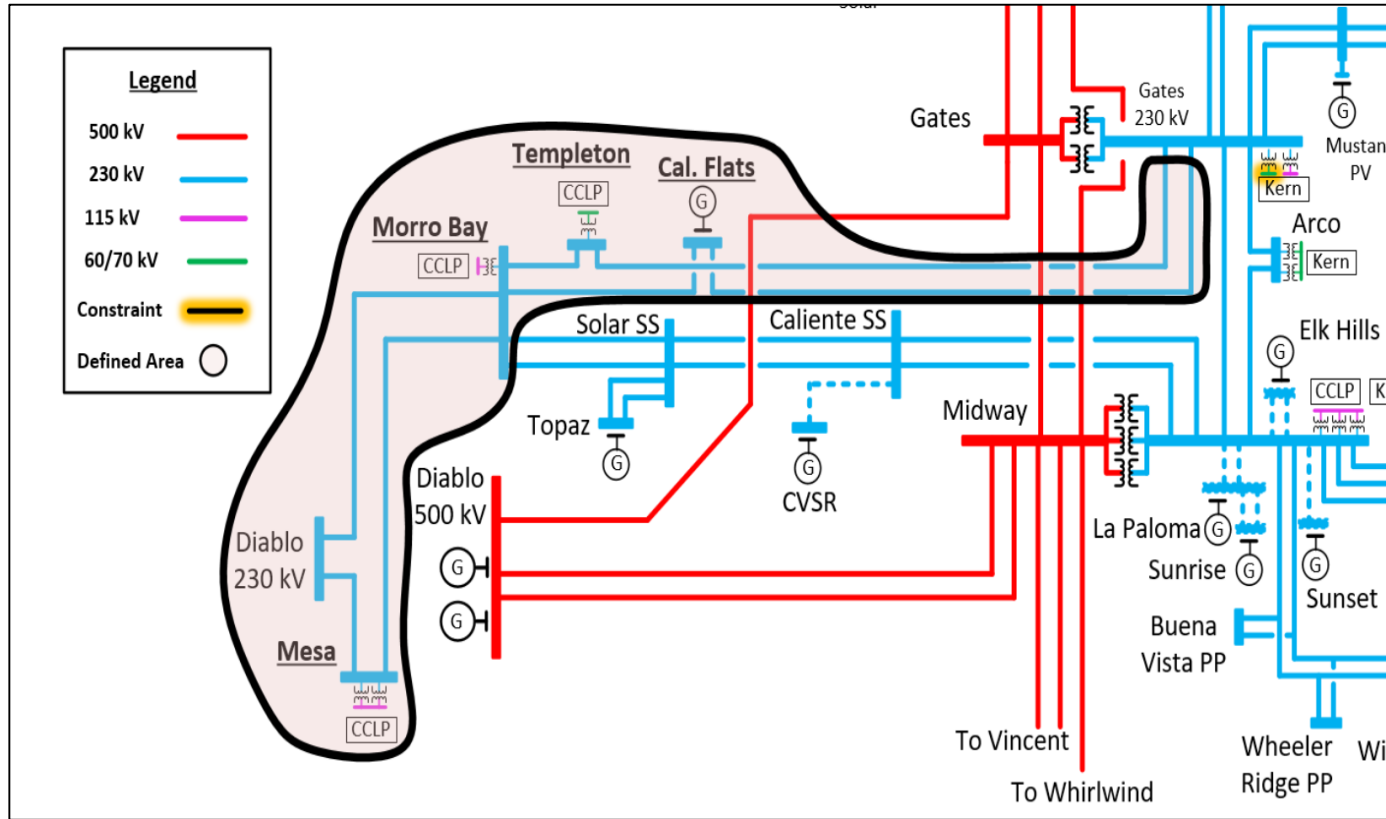 Legend
500 kV
230 kV
115 kV
60/70 kV
Constraint
Defined Area
Templeton
CCLP
Cal. Flats
G
Morro Bay
CCLP
Gates
Gates
230 kV
G
Mustan
PV
Kern
Arco
Kern
Solar SS
Caliente SS
Elk Hills
G
CCLP
K
Topaz
G
CVSR
G
Midway
Diablo
500 kV
G
G
La Paloma
G
Sunrise
G
G
Sunset
Diablo
230 kV
Mesa
CCLP
Buena
Vista PP
To Vincent
To Whirlwind
Wheeler
Ridge PP
Wi